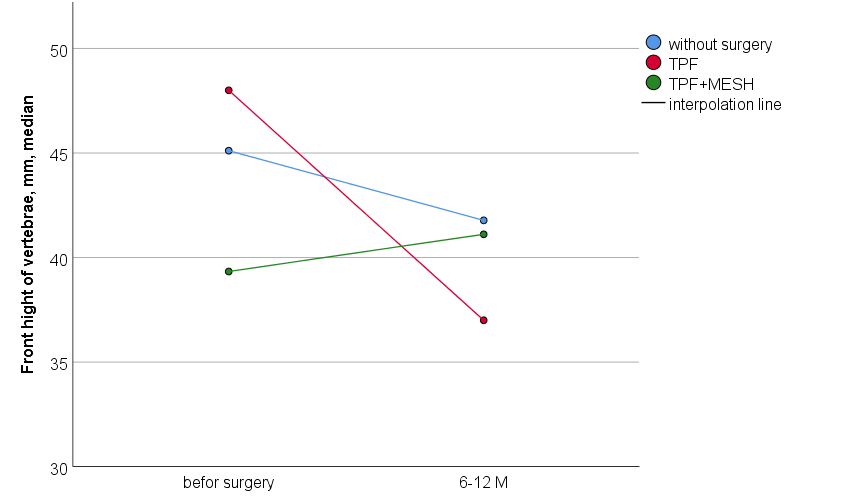 Front hight of vertebrae, mm, median
50
45
40
35
30
befor surgery
6-12 M
without surgery
TPF
TPF+MESH
interpolation line